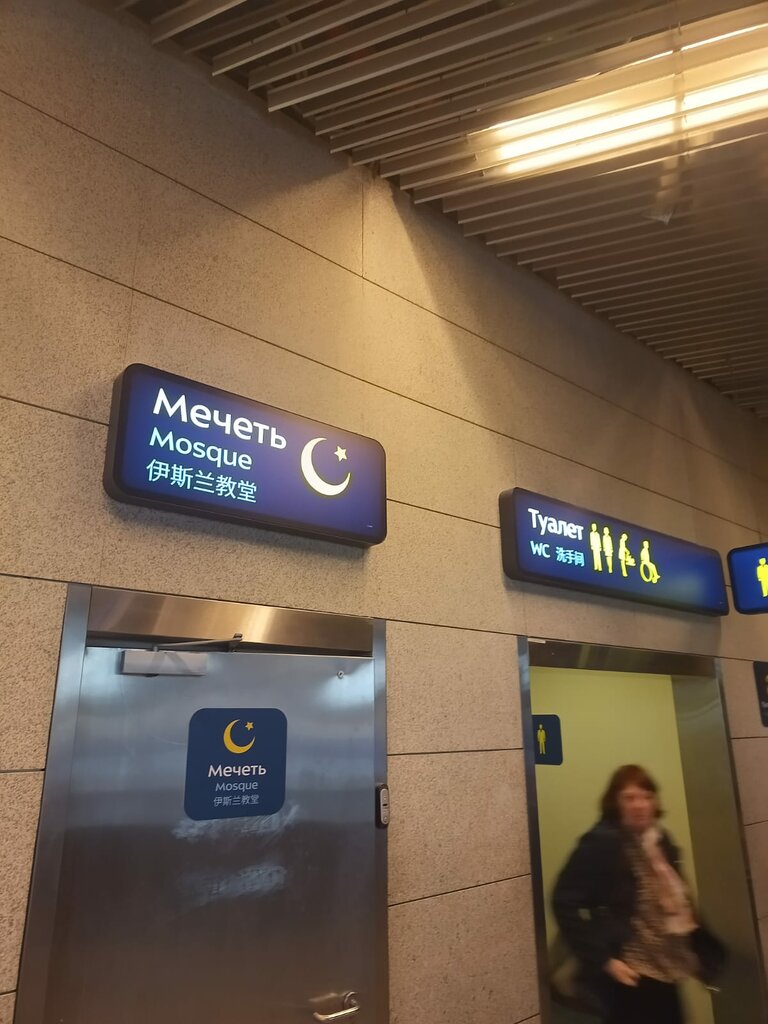 Мечеть
Mosque
伊斯兰教堂
Туалет
WC 洗手间
Мечеть
Mosque
伊斯兰教堂